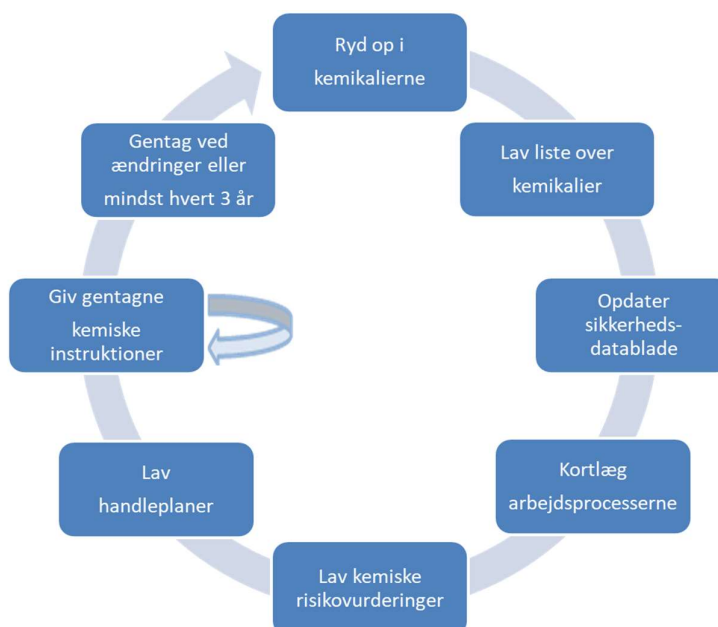 Ryd op i
kemikalierne
Lav liste over
kemikalier
Opdater
sikkerheds-
datablade
Kortlæg
arbejdsprocesserne
Lav kemiske
risikovurderinger
Lav
handleplaner
Giv gentagne
kemiske
instruktioner
Gentag ved
ændringer eller
mindst hvert 3 år